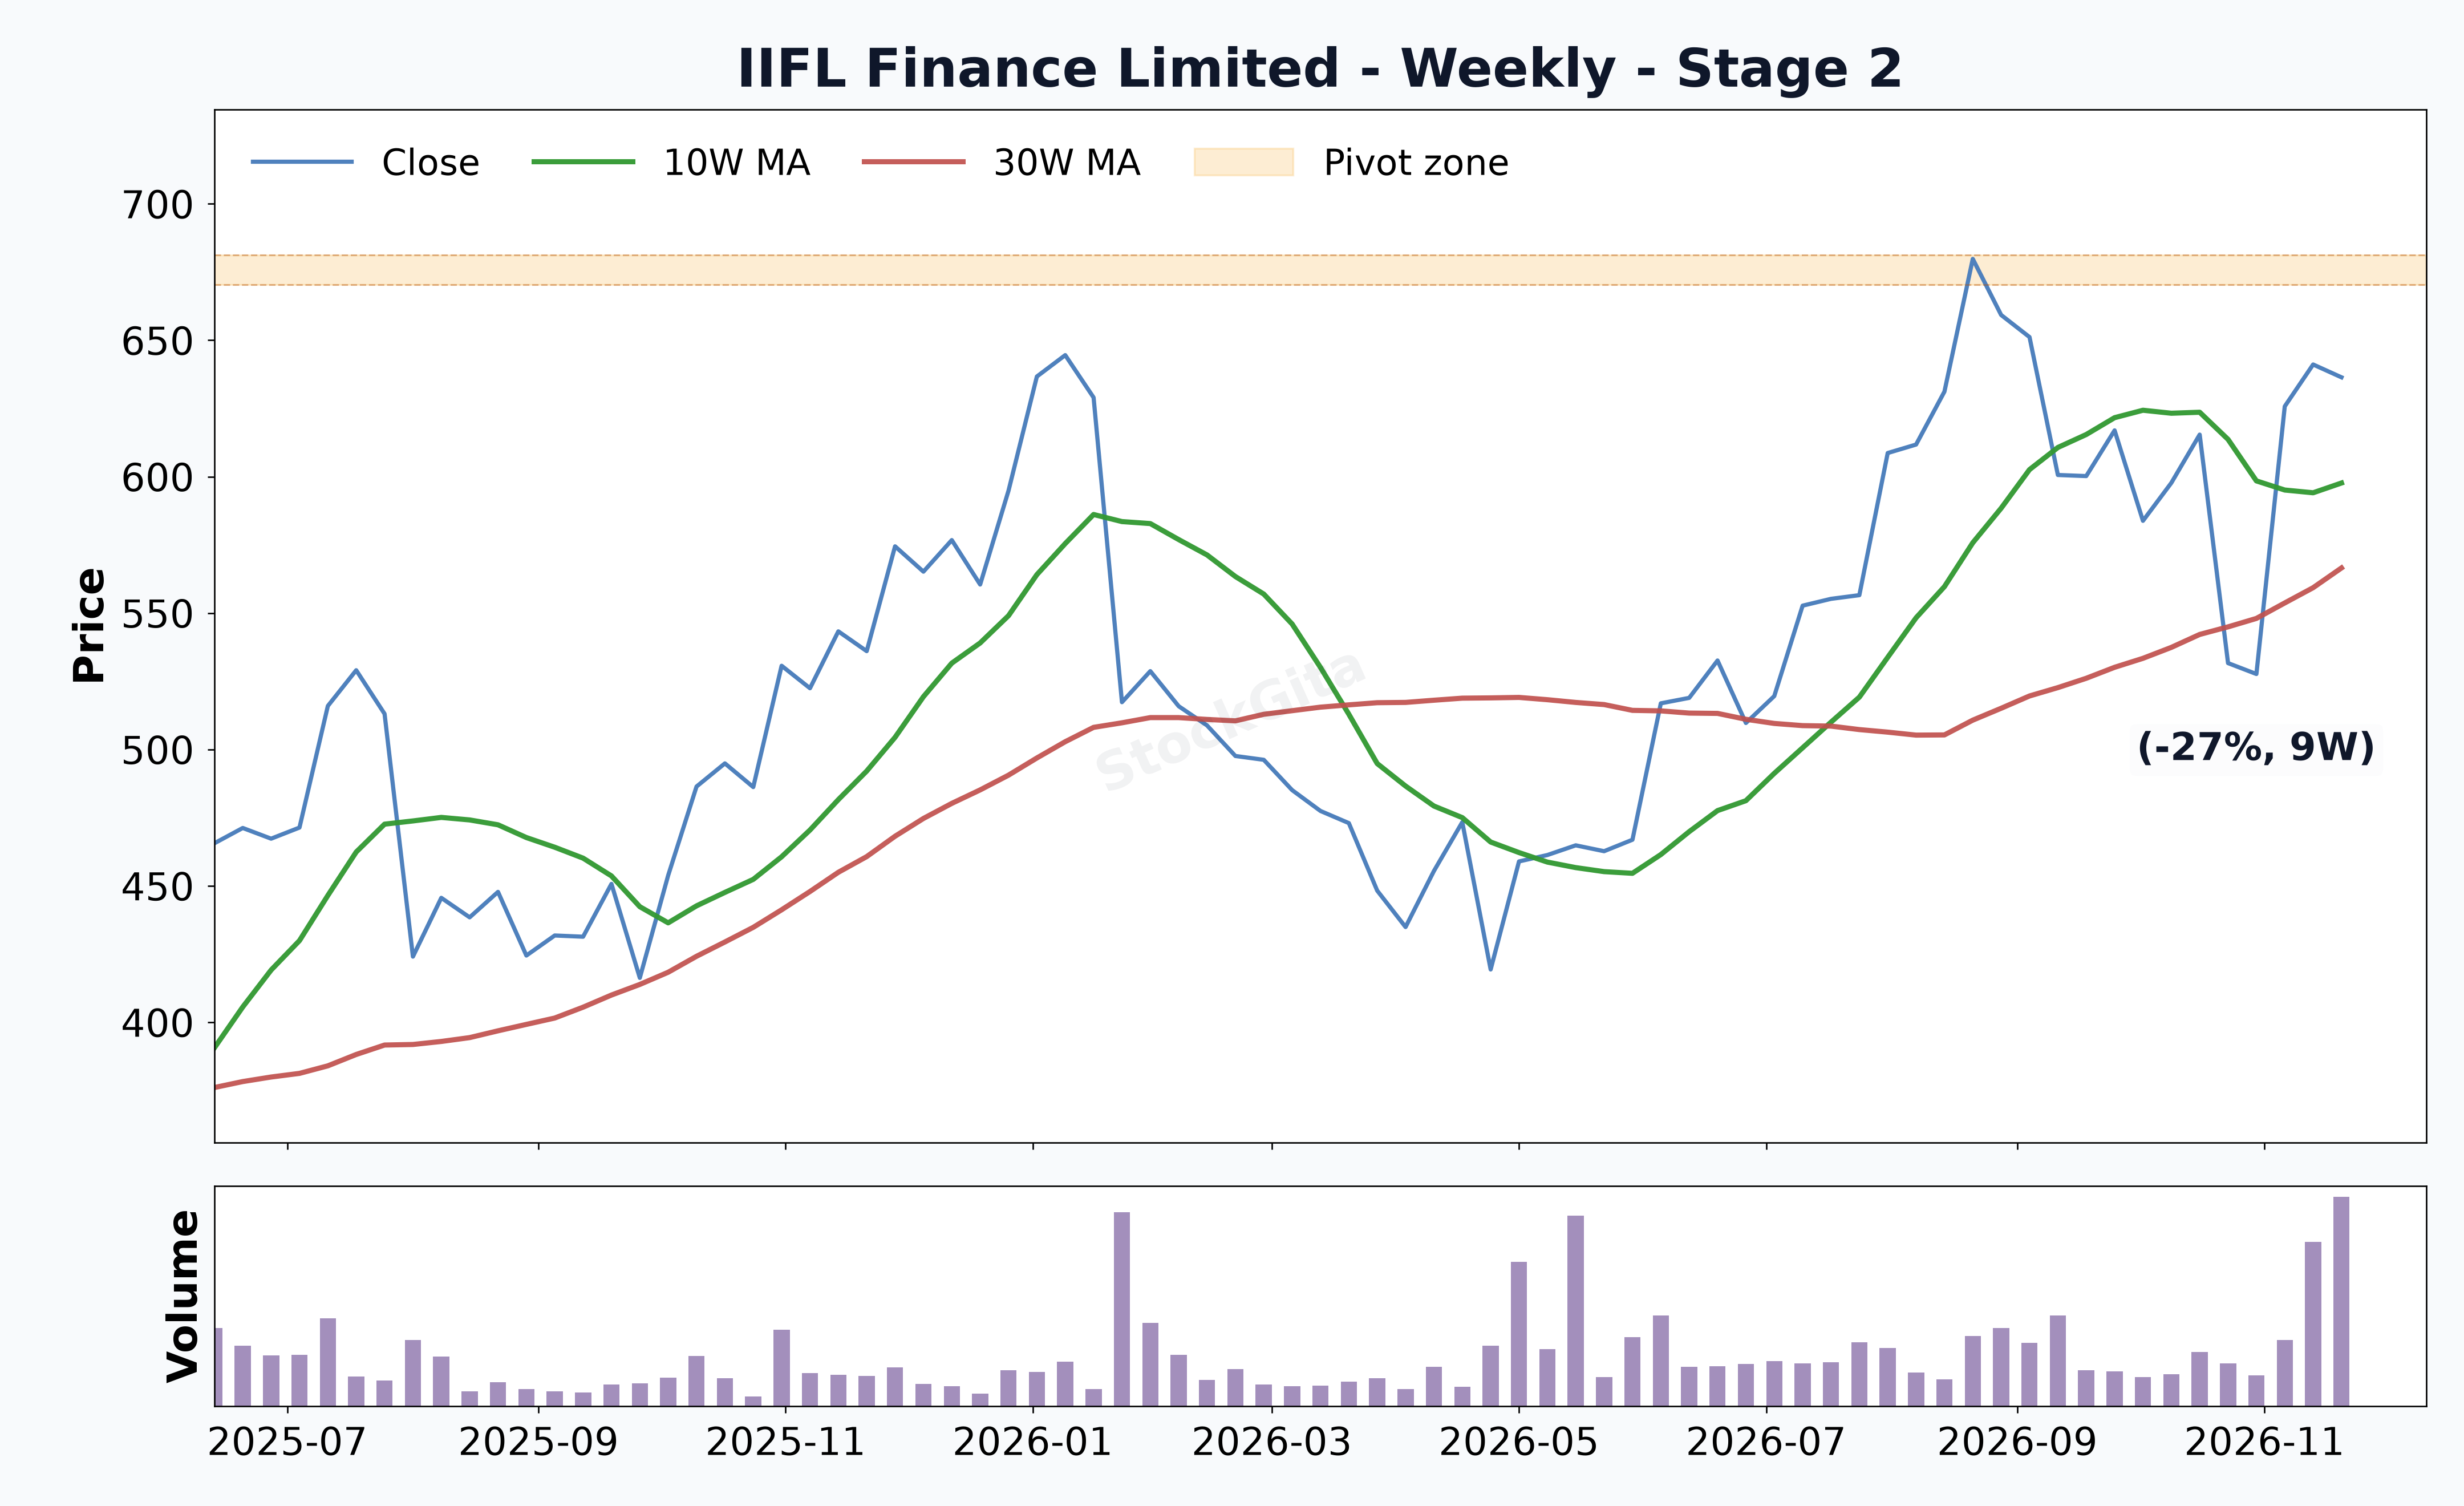 IIFL Finance Limited - Weekly - Stage 2
Close 10W MA 30W MA Pivot zone
Price
700
650
600
550
500
450
400
StockGita
(-27%, 9W)
Volume
2025-07 2025-09 2025-11 2026-01 2026-03 2026-05 2026-07 2026-09 2026-11